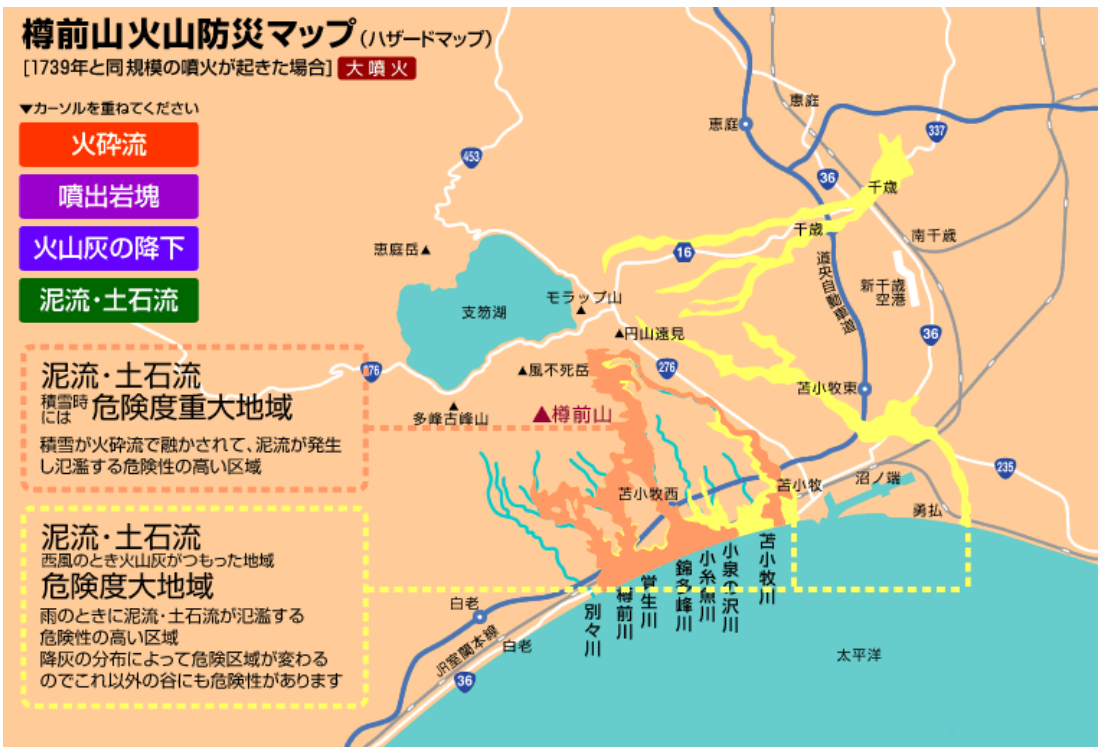 樽前山火山防災マップ(ハザードマップ)
[1739年と同規模の噴火が起きた場合] 大噴火
▼カーソルを重ねてください
火砕流
噴出岩塊
火山灰の降下
泥流・土石流
泥流・土石流
積雪時には危険度重大地域
積雪が火砕流で融かされて、泥流が発生
し氾濫する危険性の高い区域
泥流・土石流
西風のとき火山灰がつもった地域
危険度大地域
雨のときに泥流・土石流が氾濫する
危険性の高い区域
降灰の分布によって危険区域が変わる
のでこれ以外の谷にも危険性があります
恵庭
恵庭
337
453
36
千歳
千歳
南千歳
恵庭岳▲
16
道央自動車道
新千歳
空港
モラップ山
支笏湖
▲円山遠見
36
276
276
▲風不死岳
苫小牧東
多峰古峰山
▲樽前山
235
苫小牧西
苫小牧
沼ノ端
勇払
別々川
樽前川
覚生川
錦多峰川
小糸魚川
小泉の沢川
苫小牧川
白老
白老
JR室蘭本線
36
太平洋